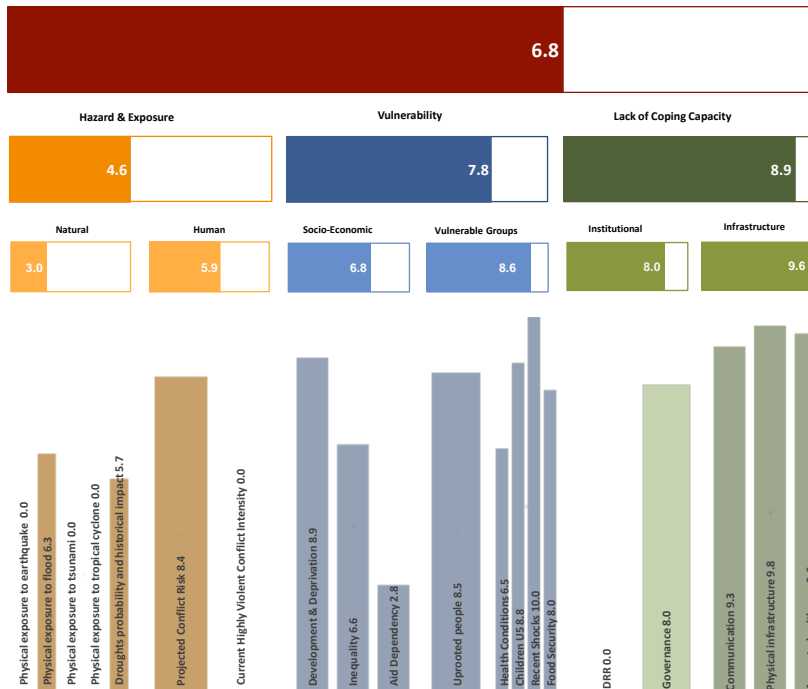 6.8
Hazard & Exposure
Vulnerability
Lack of Coping Capacity
4.6
7.8
8.9
Natural
Human
Socio-Economic
Vulnerable Groups
Institutional
Infrastructure
3.0
5.9
6.8
8.6
8.0
9.6
Physical exposure to earthquake 0.0
Physical exposure to flood 6.3
Physical exposure to tsunami 0.0
Physical exposure to tropical cyclone 0.0
Droughts probability and historical impact 5.7
Projected Conflict Risk 8.4
Current Highly Violent Conflict Intensity 0.0
Development & Deprivation 8.9
Inequality 6.6
Aid Dependency 2.8
Uprooted people 8.5
Health Conditions 6.5
Children U5 8.8
Recent Shocks 10.0
Food Security 8.0
DRR 0.0
Governance 8.0
Communication 9.3
Physical infrastructure 9.8